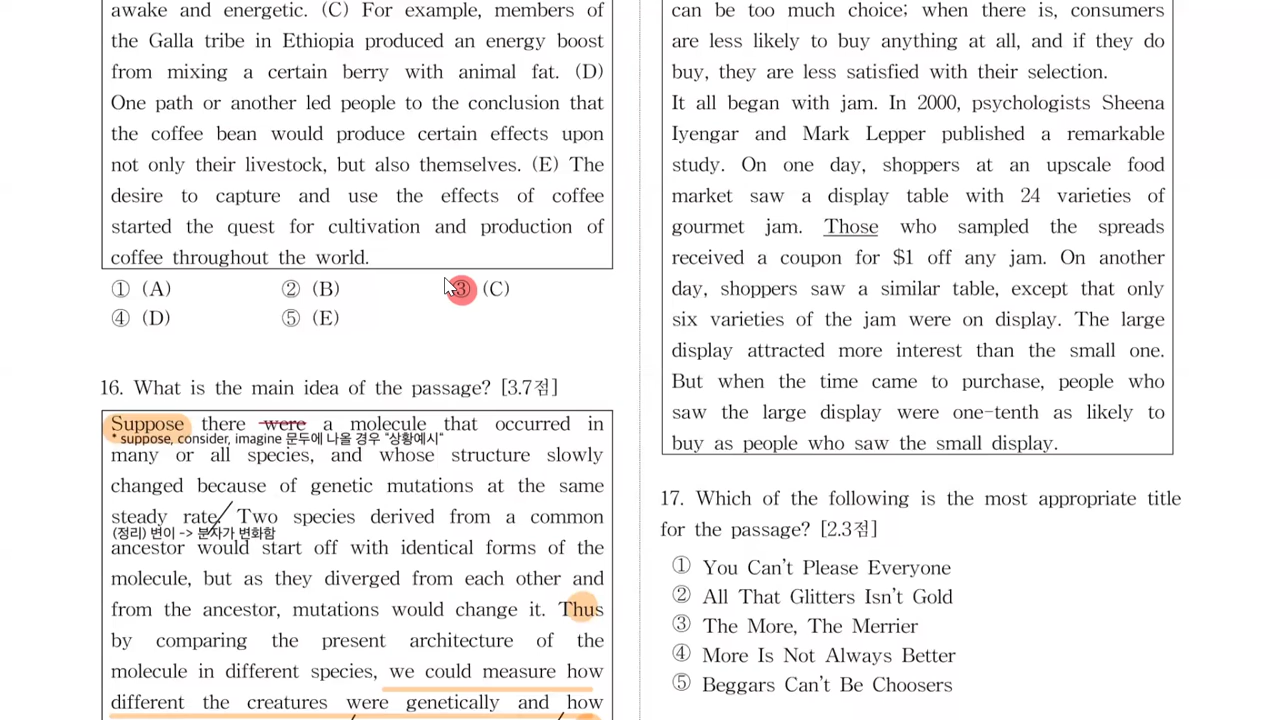 awake and energetic. (C) For example, members of
the Galla tribe in Ethiopia produced an energy boost
from mixing a certain berry with animal fat. (D)
One path or another led people to the conclusion that
the coffee bean would produce certain effects upon
not only their livestock, but also themselves. (E) The
desire to capture and use the effects of coffee
started the quest for cultivation and production of
coffee throughout the world.
① (A) ② (B) ③ (C)
④ (D) ⑤ (E)
16. What is the main idea of the passage? [3.7점]
Suppose there were a molecule that occurred in
* suppose, consider, imagine 문두에 나올 경우 "상황예시"
many or all species, and whose structure slowly
changed because of genetic mutations at the same
steady rate. Two species derived from a common
(정리) 변이 -> 분자가 변화함
ancestor would start off with identical forms of the
molecule, but as they diverged from each other and
from the ancestor, mutations would change it. Thus
by comparing the present architecture of the
molecule in different species, we could measure how
different the creatures were genetically and how
can be too much choice; when there is, consumers
are less likely to buy anything at all, and if they do
buy, they are less satisfied with their selection.
It all began with jam. In 2000, psychologists Sheena
Iyengar and Mark Lepper published a remarkable
study. On one day, shoppers at an upscale food
market saw a display table with 24 varieties of
gourmet jam. Those who sampled the spreads
received a coupon for $1 off any jam. On another
day, shoppers saw a similar table, except that only
six varieties of the jam were on display. The large
display attracted more interest than the small one.
But when the time came to purchase, people who
saw the large display were one-tenth as likely to
buy as people who saw the small display.
17. Which of the following is the most appropriate title
for the passage? [2.3점]
① You Can't Please Everyone
② All That Glitters Isn't Gold
③ The More, The Merrier
④ More Is Not Always Better
⑤ Beggars Can't Be Choosers